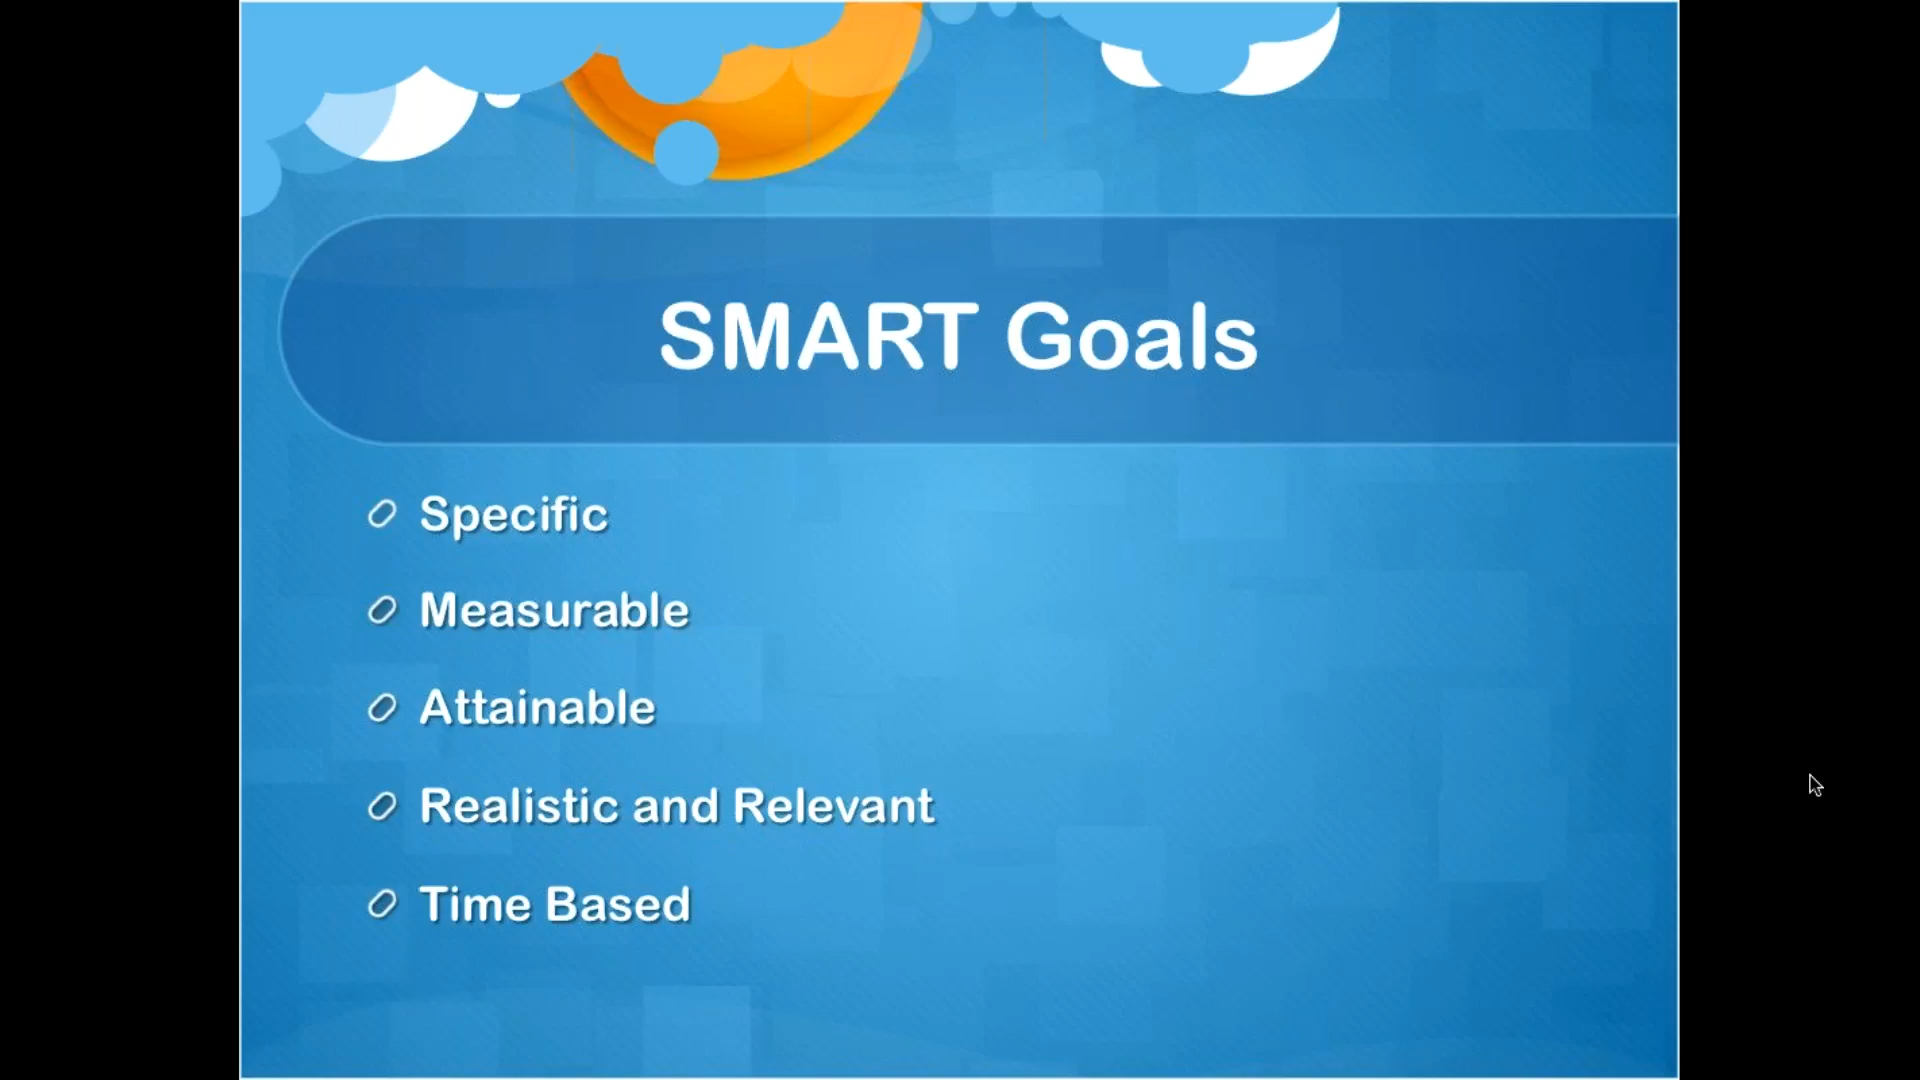 SMART Goals
Specific
Measurable
Attainable
Realistic and Relevant
Time Based